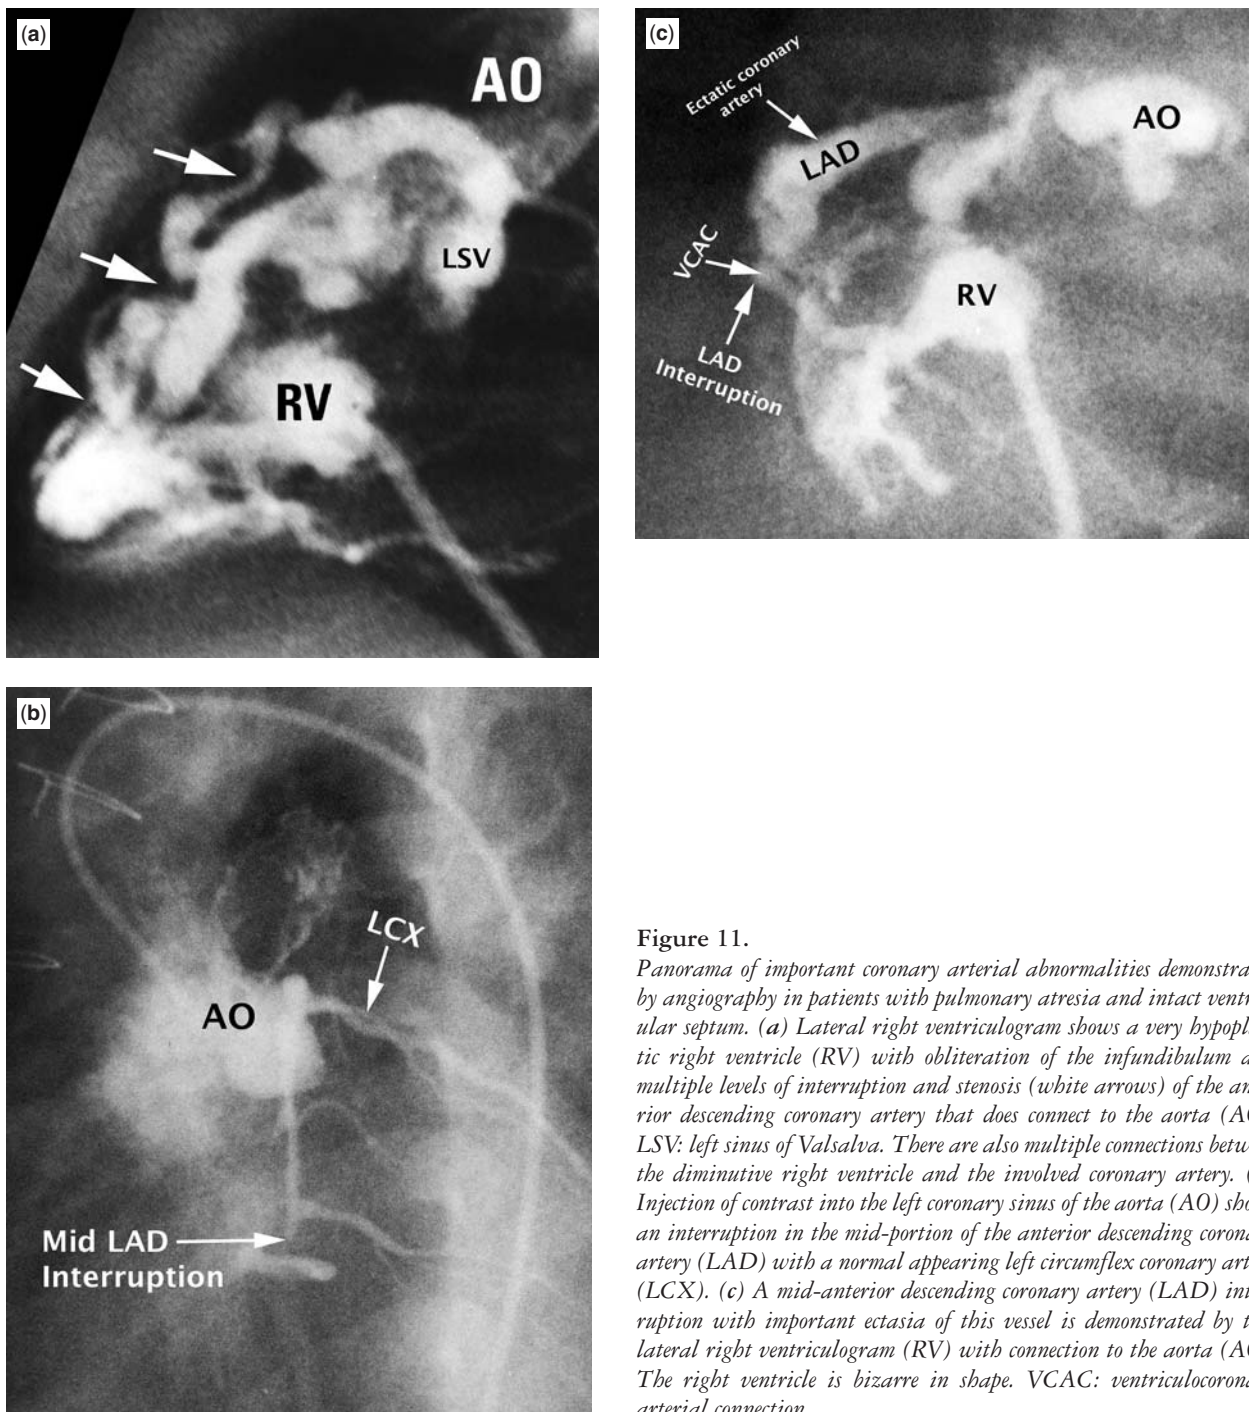 (a)
AO
LSV
RV
(c)
Ectatic coronary
artery
LAD
AO
VCAC
RV
LAD
Interruption
(b)
LCX
AO
Mid LAD
Interruption
Figure 11.
Panorama of important coronary arterial abnormalities demonstrat
by angiography in patients with pulmonary atresia and intact ventr
ular septum. (a) Lateral right ventriculogram shows a very hypopla
tic right ventricle (RV) with obliteration of the infundibulum a
multiple levels of interruption and stenosis (white arrows) of the an
rior descending coronary artery that does connect to the aorta (AO
LSV: left sinus of Valsalva. There are also multiple connections betw
the diminutive right ventricle and the involved coronary artery. (
Injection of contrast into the left coronary sinus of the aorta (AO) sho
an interruption in the mid-portion of the anterior descending corona
artery (LAD) with a normal appearing left circumflex coronary art
(LCX). (c) A mid-anterior descending coronary artery (LAD) int
ruption with important ectasia of this vessel is demonstrated by t
lateral right ventriculogram (RV) with connection to the aorta (AO
The right ventricle is bizarre in shape. VCAC: ventriculocorona
arterial connection